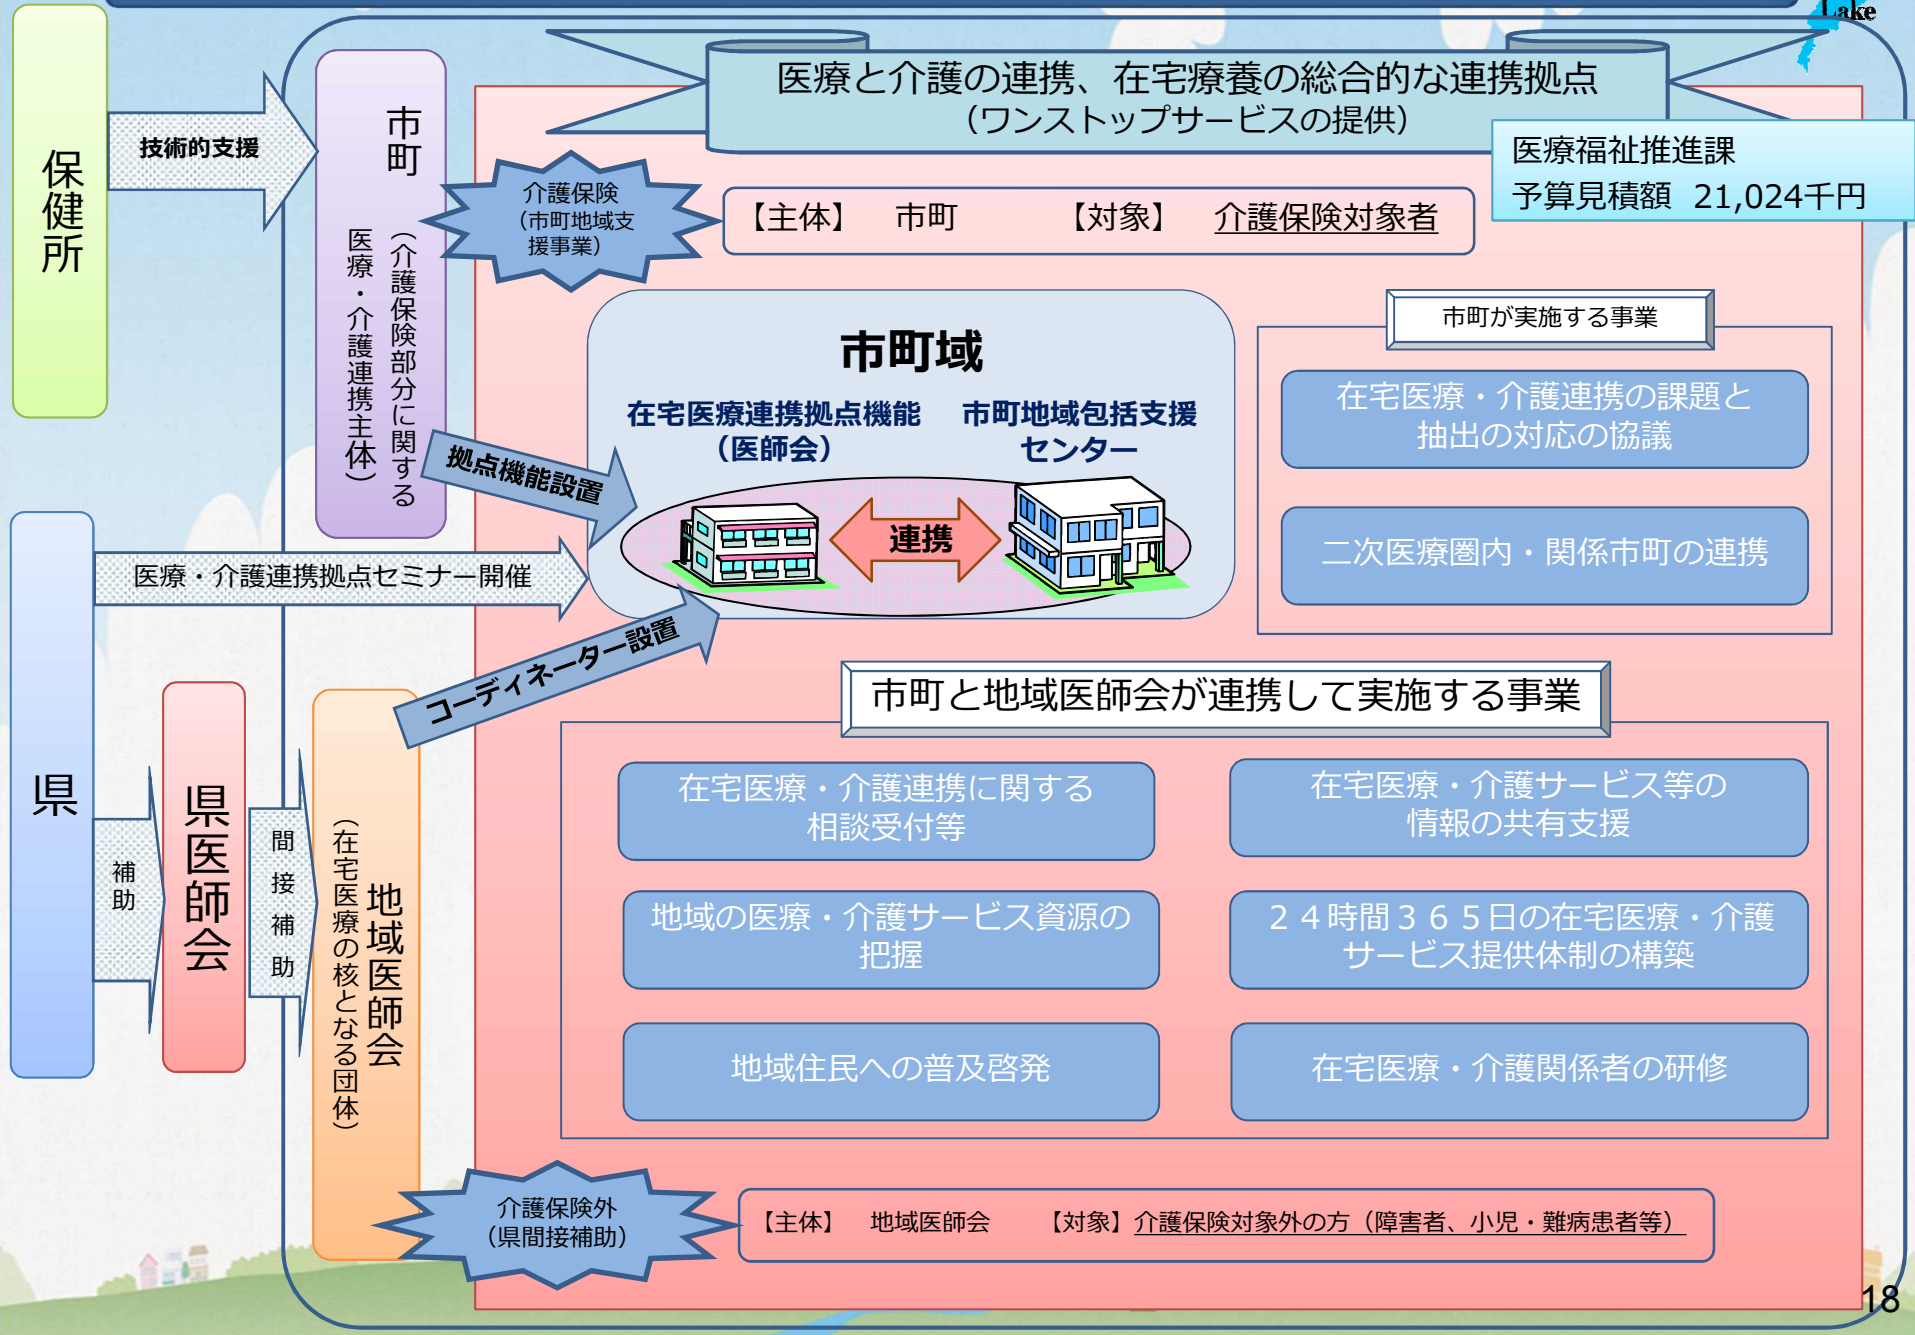 Lake
医療と介護の連携、在宅療養の総合的な連携拠点
（ワンストップサービスの提供）
医療福祉推進課
予算見積額 21,024千円
保健所
技術的支援
市町
（介護保険部分に関する
医療・介護連携主体）
介護保険
（市町地域支
援事業）
【主体】 市町 【対象】 介護保険対象者
市町域
在宅医療連携拠点機能
（医師会）
市町地域包括支援
センター
連携
拠点機能設置
医療・介護連携拠点セミナー開催
コーディネーター設置
市町が実施する事業
在宅医療・介護連携の課題と
抽出の対応の協議
二次医療圏内・関係市町の連携
県
補助
県医師会
間接補助
地域医師会
（在宅医療の核となる団体）
市町と地域医師会が連携して実施する事業
在宅医療・介護連携に関する
相談受付等
在宅医療・介護サービス等の
情報の共有支援
地域の医療・介護サービス資源の
把握
２４時間３６５日の在宅医療・介護
サービス提供体制の構築
地域住民への普及啓発
在宅医療・介護関係者の研修
介護保険外
（県間接補助）
【主体】 地域医師会 【対象】介護保険対象外の方（障害者、小児・難病患者等）
18